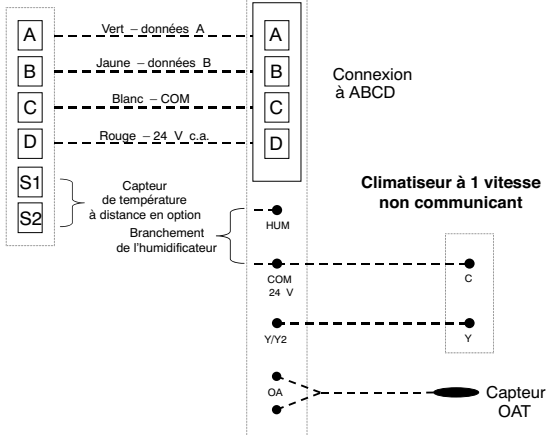 A Vert – données A A
B Jaune – données B B
C Blanc – COM C
D Rouge – 24 V c.a. D
Connexion
à ABCD
S1
S2
Capteur
de température
à distance en option
Branchement
de l'humidificateur
HUM
Climatiseur à 1 vitesse
non communicant
COM
24 V
C
Y/Y2
Y
OA
Capteur
OAT